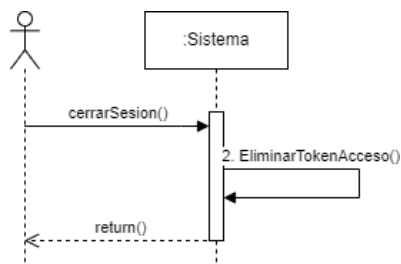 :Sistema
cerrarSesion()
2. EliminarTokenAcceso()
return()